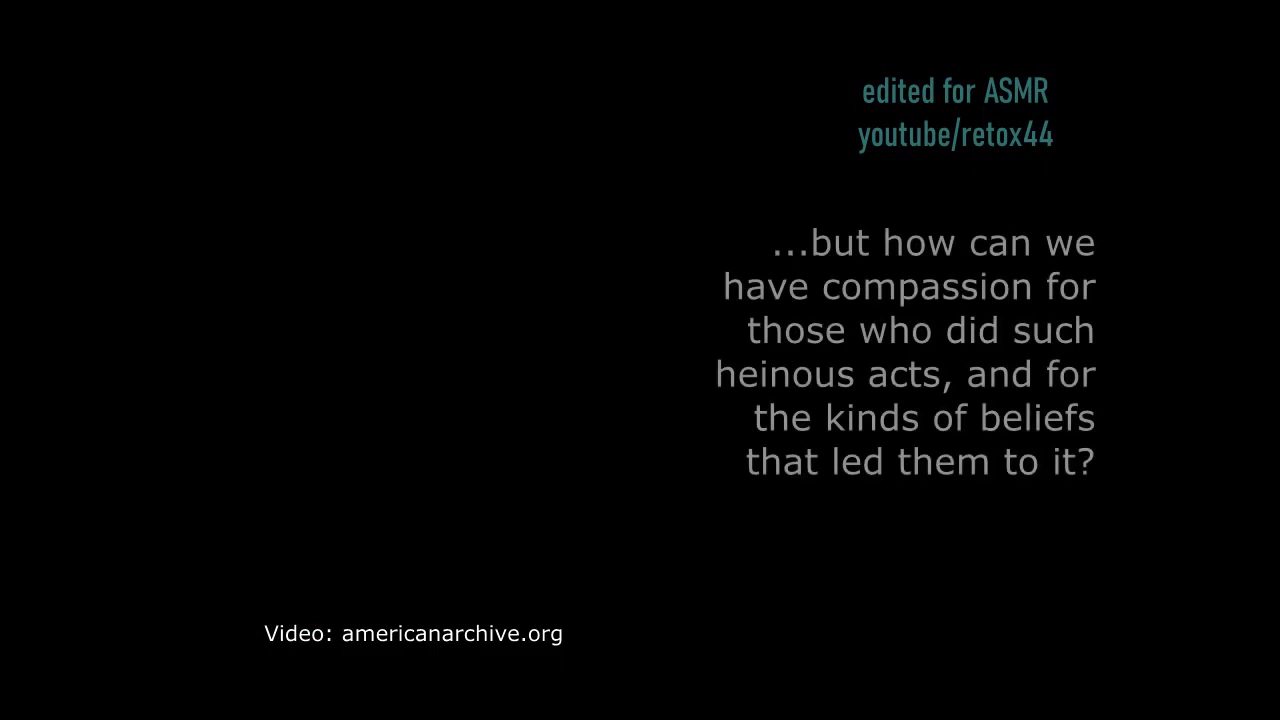 edited for ASMR
youtube/retox44
...but how can we
have compassion for
those who did such
heinous acts, and for
the kinds of beliefs
that led them to it?
Video: americanarchive.org